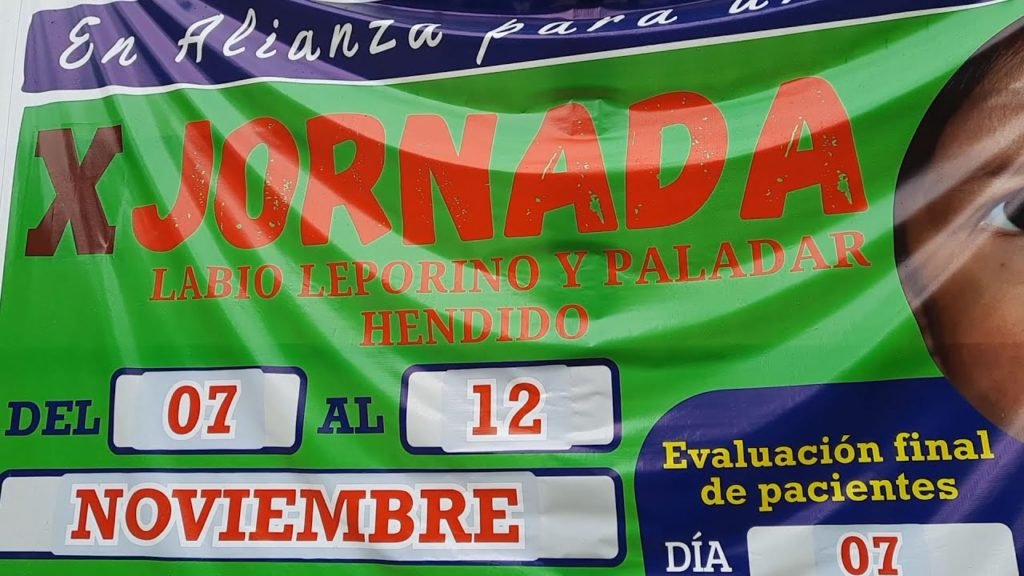 En Alianza para
X JORNADA
LABIO LEPORINO Y PALADAR
HENDIDO
DEL 07 AL 12
NOVIEMBRE
Evaluación final
de pacientes
DÍA 07